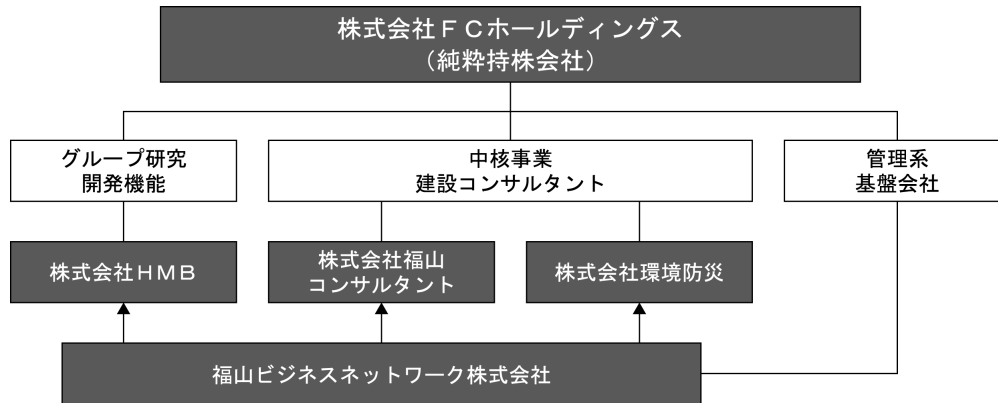 株式会社ＦＣホールディングス
（純粋持株会社）
グループ研究
開発機能
中核事業
建設コンサルタント
管理系
基盤会社
株式会社ＨＭＢ
株式会社福山
コンサルタント
株式会社環境防災
福山ビジネスネットワーク株式会社